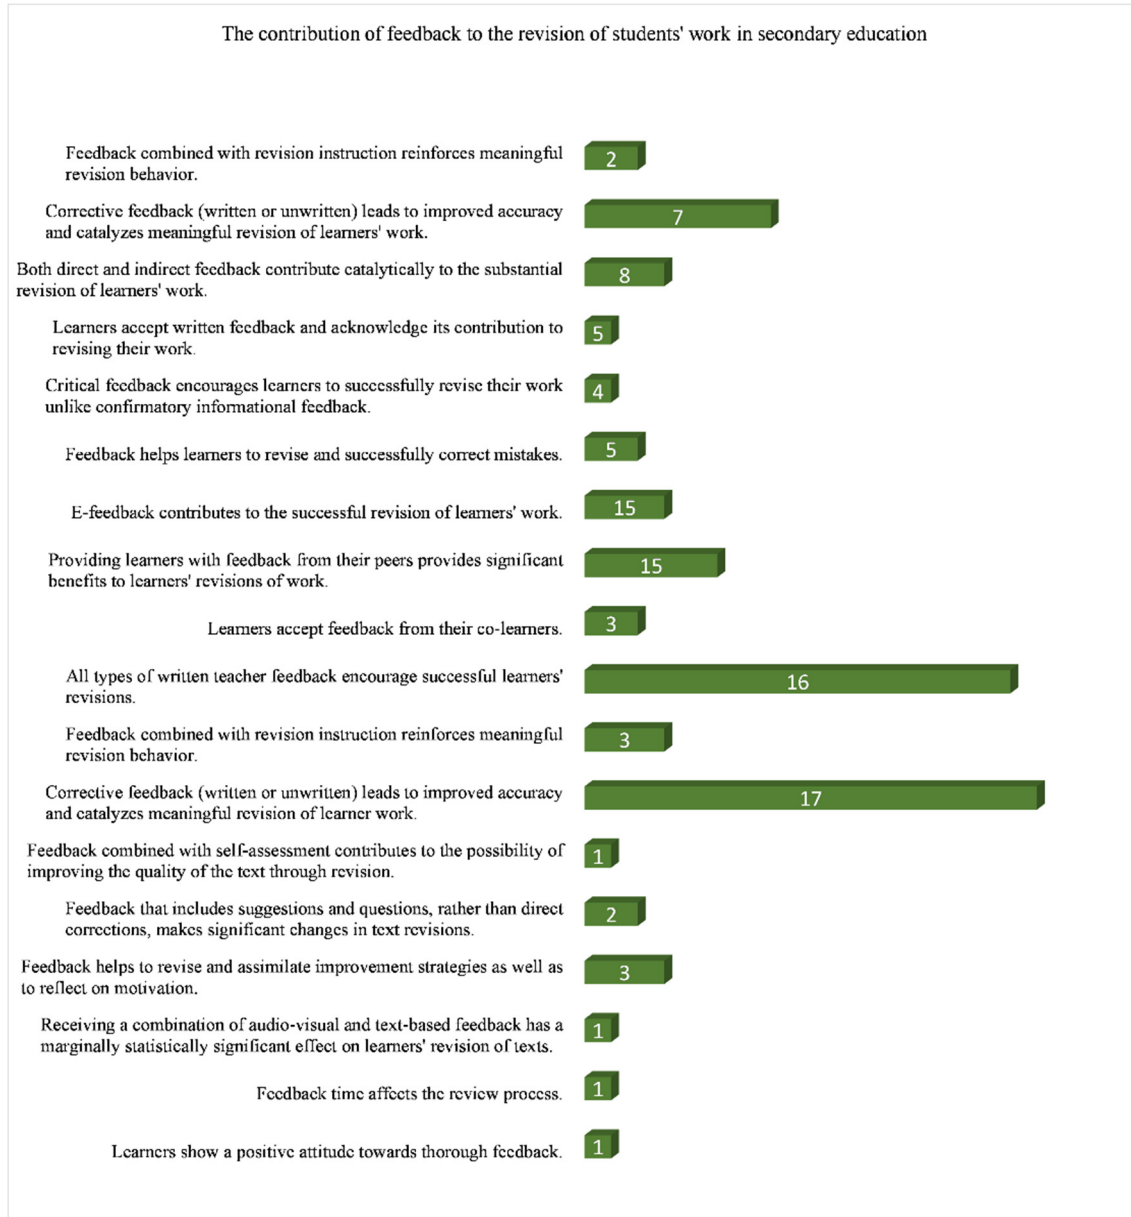 The contribution of feedback to the revision of students' work in secondary education
Feedback combined with revision instruction reinforces meaningful
revision behavior.
2
Corrective feedback (written or unwritten) leads to improved accuracy
and catalyzes meaningful revision of learners' work.
7
Both direct and indirect feedback contribute catalytically to the substantial
revision of learners' work.
8
Learners accept written feedback and acknowledge its contribution to
revising their work.
5
Critical feedback encourages learners to successfully revise their work
unlike confirmatory informational feedback.
4
Feedback helps learners to revise and successfully correct mistakes.
5
E-feedback contributes to the successful revision of learners' work.
15
Providing learners with feedback from their peers provides significant
benefits to learners' revisions of work.
15
Learners accept feedback from their co-learners.
3
All types of written teacher feedback encourage successful learners'
revisions.
16
Feedback combined with revision instruction reinforces meaningful
revision behavior.
3
Corrective feedback (written or unwritten) leads to improved accuracy
and catalyzes meaningful revision of learner work.
17
Feedback combined with self-assessment contributes to the possibility of
improving the quality of the text through revision.
1
Feedback that includes suggestions and questions, rather than direct
corrections, makes significant changes in text revisions.
2
Feedback helps to revise and assimilate improvement strategies as well as
to reflect on motivation.
3
Receiving a combination of audio-visual and text-based feedback has a
marginally statistically significant effect on learners' revision of texts.
1
Feedback time affects the review process.
1
Learners show a positive attitude towards thorough feedback.
1